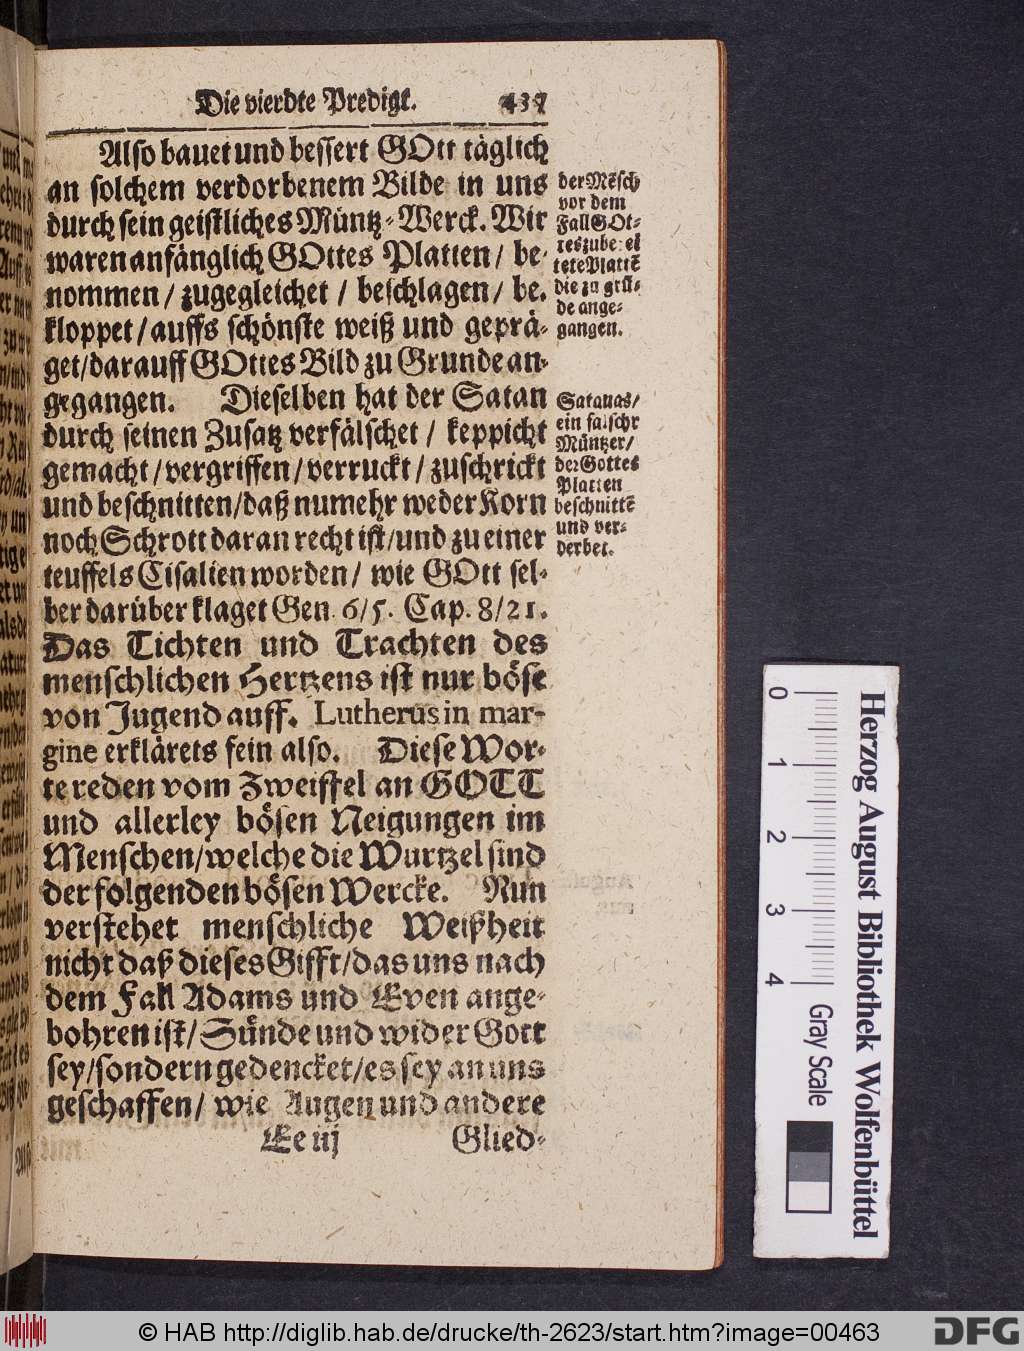 Die vierdte Predigt. 437
Also bauet und bessert GOtt täglich
an solchem verdorbenem Bilde in uns
durch sein geistliches Müntz-Werck. Wir
waren anfänglich GOttes Platten / be-
nommen / zugegleichet / beschlagen / be.
kloppet / auffs schönste weiß und geprä-
get / darauff GOttes Bild zu Grunde an-
gegangen. Dieselben hat der Satan
durch seinen Zusatz verfälschet / keppicht
gemacht / vergriffen / verruckt / zuschrickt
und beschnitten / daß numehr weder Korn
noch Schrott daran recht ist / und zu einer
teuffels Cisalien worden / wie GOtt sel-
ber darüber klaget Gen. 6/5. Cap. 8/21.
Das Tichten und Trachten des
menschlichen Hertzens ist nur böse
von Jugend auff. Lutherus in mar-
gine erklärets fein also. Diese Wor-
te reden vom Zweiffel an GOTT
und allerley bösen Neigungen im
Menschen / welche die Wurtzel sind
der folgenden bösen Wercke. Nun
verstehet menschliche Weißheit
nicht daß dieses Gifft / das uns nach
dem Fall Adams und Even ange-
bohren ist / Sünde und wider Gott
sey / sondern gedencket / es sey an uns
geschaffen / wie Augen und andere
Ee iij Glied-
der Mēsch
vor dem
Fall GOt-
tes zubereitete Plattē
die zu grū-
de ange-
gangen.
Satanas /
ein falschr
Müntzer /
der Gottes
Platten
beschnittē
und ver-
derbet.
0 1 2 3 4
Gray Scale
Herzog August Bibliothek Wolfenbüttel
© HAB http://diglib.hab.de/drucke/th-2623/start.htm?image=00463
DFG